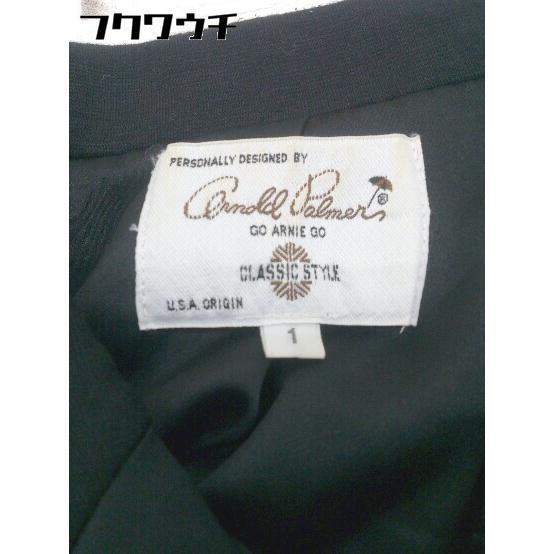 フクワウチ
PERSONALLY DESIGNED BY
Arnold Palmer
®
GO ARNIE GO
CLASSIC STYLE
U.S.A. ORIGIN
1